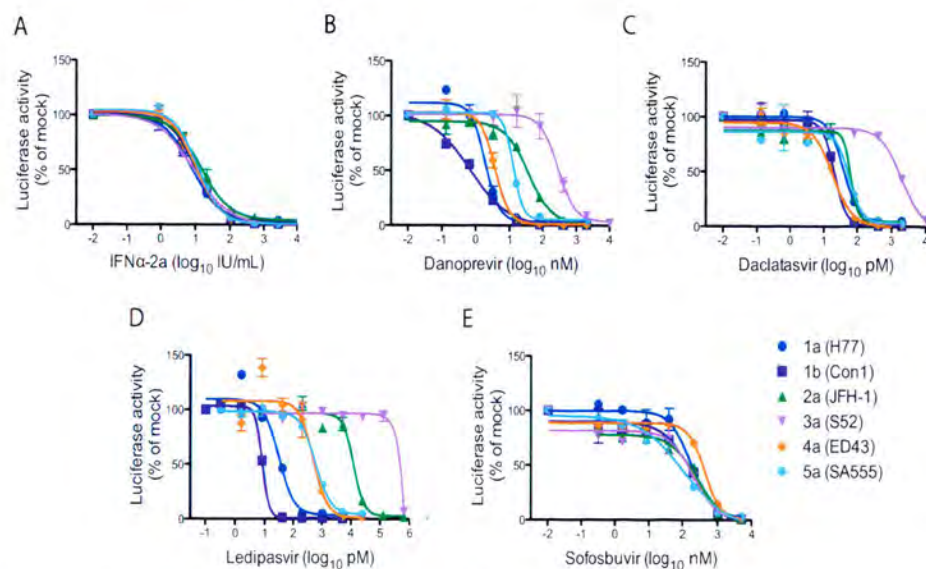 A
Luciferase activity
(% of mock)
150
100
50
0
-2
-1
0
1
2
3
4
IFNα-2a (log10 IU/mL)
B
Luciferase activity
(% of mock)
150
100
50
0
-2
-1
0
1
2
3
4
Danoprevir (log10 nM)
C
Luciferase activity
(% of mock)
150
100
50
0
-2
-1
0
1
2
3
4
Daclatasvir (log10 pM)
D
Luciferase activity
(% of mock)
150
100
50
0
-1
0
1
2
3
4
5
6
Ledipasvir (log10 pM)
E
Luciferase activity
(% of mock)
150
100
50
0
-2
-1
0
1
2
3
4
Sofosbuvir (log10 nM)
1a (H77)
1b (Con1)
2a (JFH-1)
3a (S52)
4a (ED43)
5a (SA555)